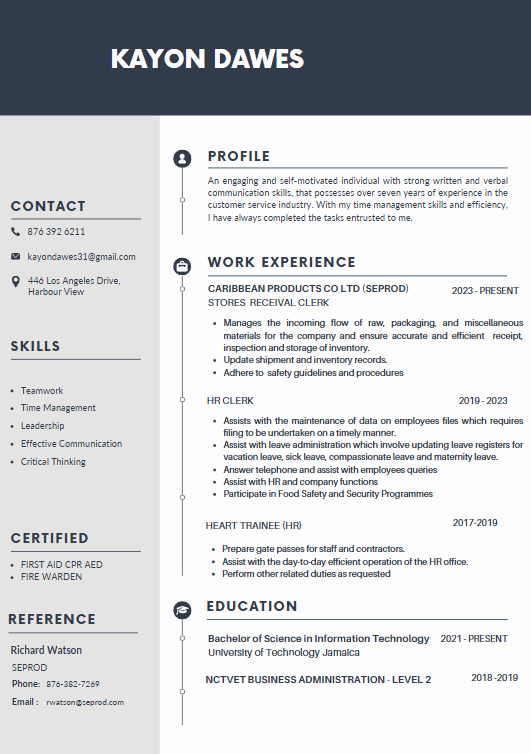 KAYON DAWES
CONTACT
876 392 6211
kayondawes31@gmail.com
446 Los Angeles Drive,
Harbour View
SKILLS
• Teamwork
• Time Management
• Leadership
• Effective Communication
• Critical Thinking
CERTIFIED
• FIRST AID CPR AED
• FIRE WARDEN
REFERENCE
Richard Watson
SEPROD
Phone: 876-382-7269
Email : rwatson@seprod.com
PROFILE
An engaging and self-motivated individual with strong written and verbal
communication skills, that possesses over seven years of experience in the
customer service industry. With my time management skills and efficiency,
I have always completed the tasks entrusted to me.
WORK EXPERIENCE
CARIBBEAN PRODUCTS CO LTD (SEPROD) 2023 - PRESENT
STORES RECEIVAL CLERK
• Manages the incoming flow of raw, packaging, and miscellaneous
materials for the company and ensure accurate and efficient receipt,
inspection and storage of inventory.
• Update shipment and inventory records.
• Adhere to safety guidelines and procedures
HR CLERK 2019 - 2023
• Assists with the maintenance of data on employees files which requires
filing to be undertaken on a timely manner.
• Assist with leave administration which involve updating leave registers for
vacation leave, sick leave, compassionate leave and maternity leave.
• Answer telephone and assist with employees queries
• Assist with HR and company functions
• Participate in Food Safety and Security Programmes
HEART TRAINEE (HR) 2017-2019
• Prepare gate passes for staff and contractors.
• Assist with the day-to-day efficient operation of the HR office.
• Perform other related duties as requested
EDUCATION
Bachelor of Science in Information Technology 2021 - PRESENT
University of Technology Jamaica
NCTVET BUSINESS ADMINISTRATION - LEVEL 2 2018 -2019